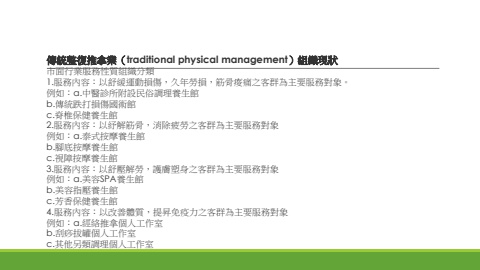 傳統整復推拿業（traditional physical management）組織現狀
市面行業服務性質組織分類
1.服務內容：以舒緩運動損傷，久年勞損，筋骨痠痛之客群為主要服務對象。
例如：a.中醫診所附設民俗調理養生館
b.傳統跌打損傷國術館
c.脊椎保健養生館
2.服務內容：以紓解筋骨，消除疲勞之客群為主要服務對象
例如：a.泰式按摩養生館
b.腳底按摩養生館
c.視障按摩養生館
3.服務內容：以舒壓解勞，護膚塑身之客群為主要服務對象
例如：a.美容SPA養生館
b.美容指壓養生館
c.芳香保健養生館
4.服務內容：以改善體質，提昇免疫力之客群為主要服務對象
例如：a.經絡推拿個人工作室
b.刮痧拔罐個人工作室
c.其他另類調理個人工作室